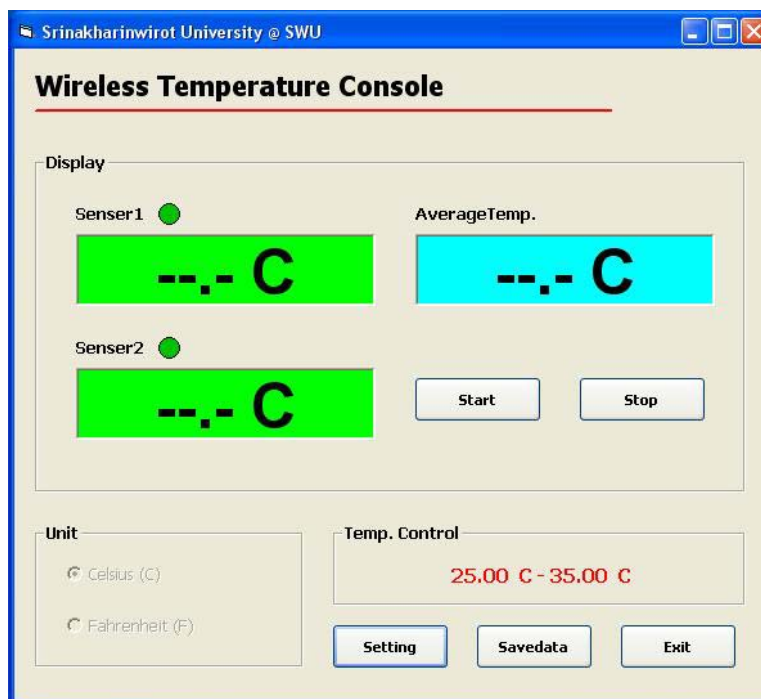 Srinakharinwirot University @ SWU
Wireless Temperature Console
Display
Senser1
AverageTemp.
--.- C
--.- C
Senser2
--.- C
Start
Stop
Unit
Celsius (C)
Fahrenheit (F)
Temp. Control
25.00 C - 35.00 C
Setting
Savedata
Exit